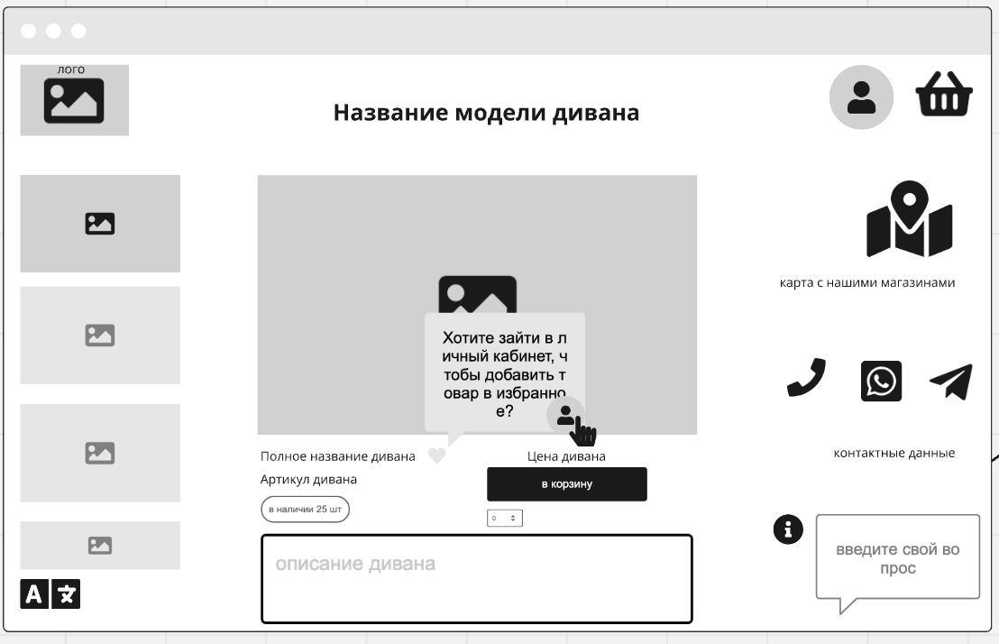 лого
Название модели дивана
карта с нашими магазинами
Хотите зайти в л
ичный кабинет, ч
тобы добавить т
овар в избранно
е?
Полное название дивана
Цена дивана
контактные данные
Артикул дивана
в корзину
в наличии 25 шт
0
описание дивана
введите свой во
прос
A 文